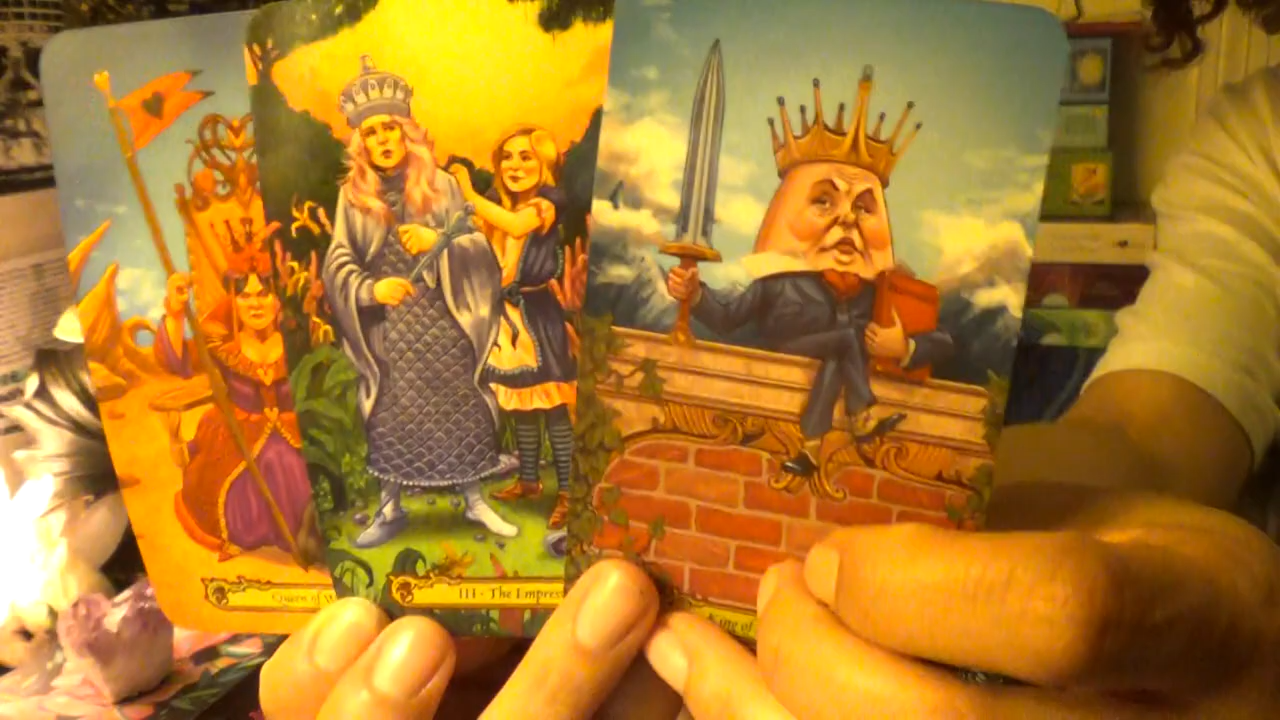 Queen of W
III - The Empress
King of